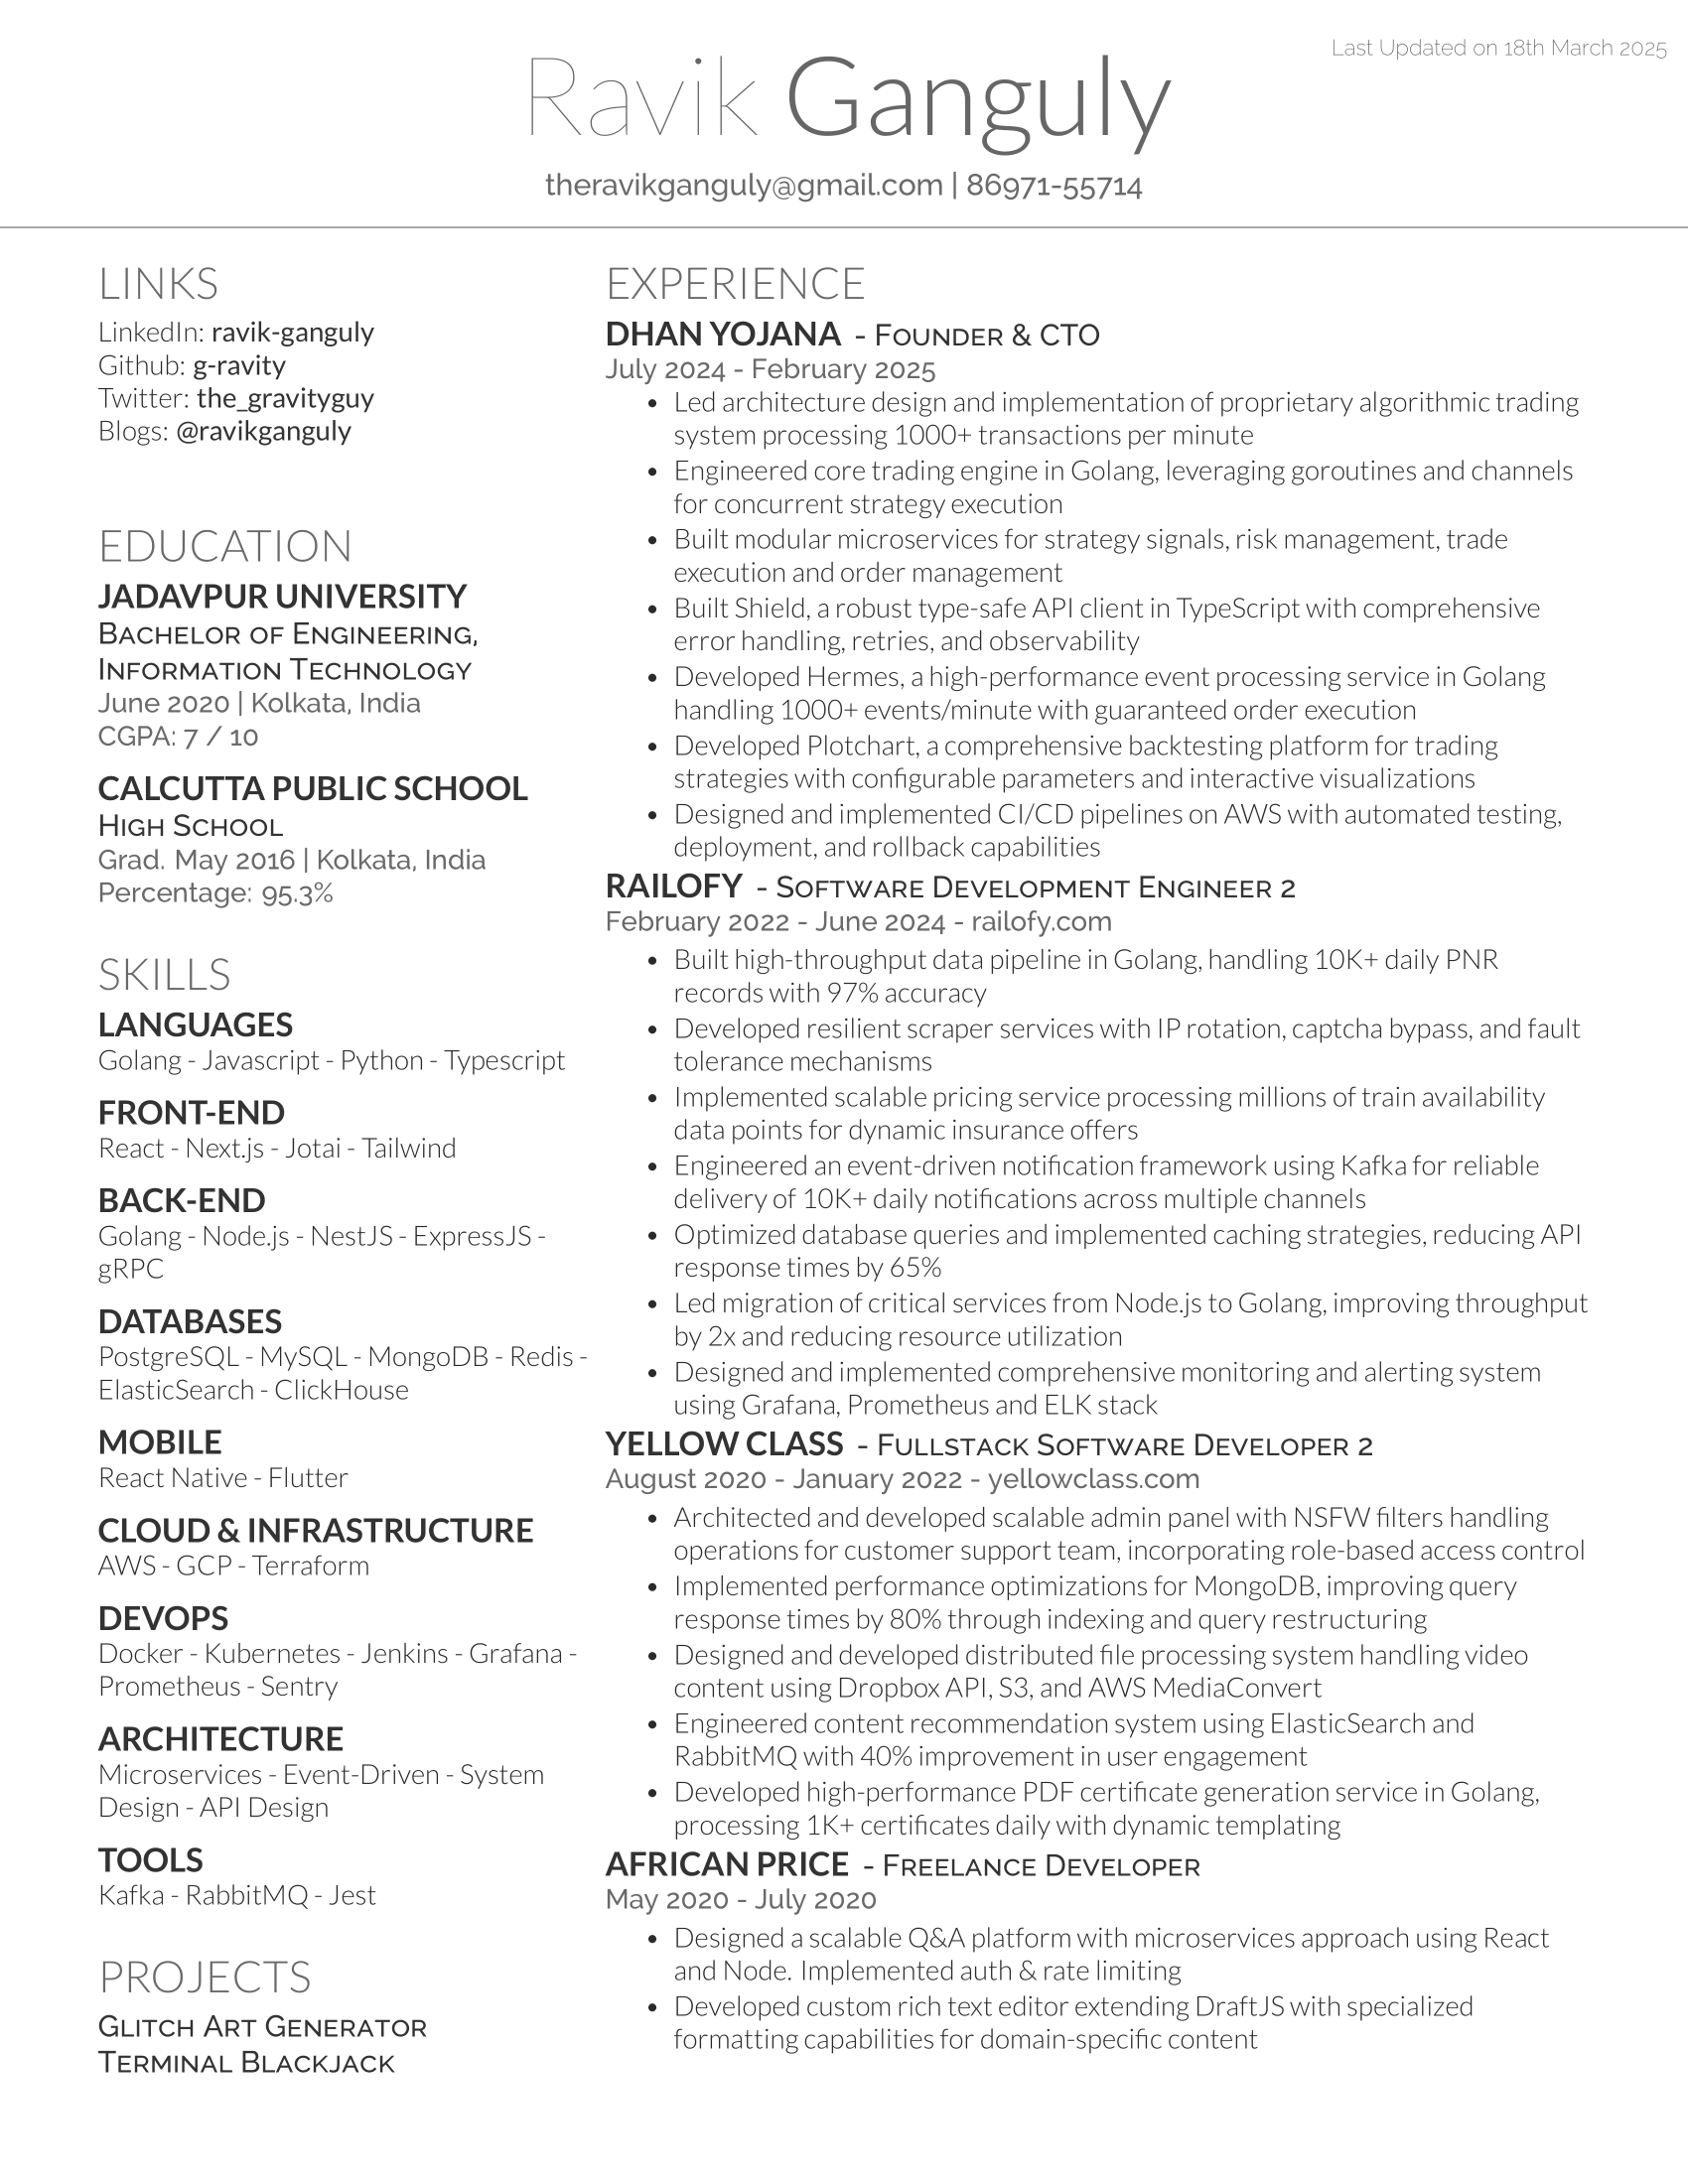 Last Updated on 18th March 2025
Ravik Ganguly
theravikganguly@gmail.com | 86971-55714
LINKS
LinkedIn: ravik-ganguly
Github: g-ravity
Twitter: the_gravityguy
Blogs: @ravikganguly
EDUCATION
JADAVPUR UNIVERSITY
Bachelor of Engineering,
Information Technology
June 2020 | Kolkata, India
CGPA: 7 / 10
CALCUTTA PUBLIC SCHOOL
High School
Grad. May 2016 | Kolkata, India
Percentage: 95.3%
SKILLS
LANGUAGES
Golang - Javascript - Python - Typescript
FRONT-END
React - Next.js - Jotai - Tailwind
BACK-END
Golang - Node.js - NestJS - ExpressJS -
gRPC
DATABASES
PostgreSQL - MySQL - MongoDB - Redis -
ElasticSearch - ClickHouse
MOBILE
React Native - Flutter
CLOUD & INFRASTRUCTURE
AWS - GCP - Terraform
DEVOPS
Docker - Kubernetes - Jenkins - Grafana -
Prometheus - Sentry
ARCHITECTURE
Microservices - Event-Driven - System
Design - API Design
TOOLS
Kafka - RabbitMQ - Jest
PROJECTS
Glitch Art Generator
Terminal Blackjack
EXPERIENCE
DHAN YOJANA - Founder & CTO
July 2024 - February 2025
• Led architecture design and implementation of proprietary algorithmic trading
system processing 1000+ transactions per minute
• Engineered core trading engine in Golang, leveraging goroutines and channels
for concurrent strategy execution
• Built modular microservices for strategy signals, risk management, trade
execution and order management
• Built Shield, a robust type-safe API client in TypeScript with comprehensive
error handling, retries, and observability
• Developed Hermes, a high-performance event processing service in Golang
handling 1000+ events/minute with guaranteed order execution
• Developed Plotchart, a comprehensive backtesting platform for trading
strategies with configurable parameters and interactive visualizations
• Designed and implemented CI/CD pipelines on AWS with automated testing,
deployment, and rollback capabilities
RAILOFY - Software Development Engineer 2
February 2022 - June 2024 - railofy.com
• Built high-throughput data pipeline in Golang, handling 10K+ daily PNR
records with 97% accuracy
• Developed resilient scraper services with IP rotation, captcha bypass, and fault
tolerance mechanisms
• Implemented scalable pricing service processing millions of train availability
data points for dynamic insurance offers
• Engineered an event-driven notification framework using Kafka for reliable
delivery of 10K+ daily notifications across multiple channels
• Optimized database queries and implemented caching strategies, reducing API
response times by 65%
• Led migration of critical services from Node.js to Golang, improving throughput
by 2x and reducing resource utilization
• Designed and implemented comprehensive monitoring and alerting system
using Grafana, Prometheus and ELK stack
YELLOW CLASS - Fullstack Software Developer 2
August 2020 - January 2022 - yellowclass.com
• Architected and developed scalable admin panel with NSFW filters handling
operations for customer support team, incorporating role-based access control
• Implemented performance optimizations for MongoDB, improving query
response times by 80% through indexing and query restructuring
• Designed and developed distributed file processing system handling video
content using Dropbox API, S3, and AWS MediaConvert
• Engineered content recommendation system using ElasticSearch and
RabbitMQ with 40% improvement in user engagement
• Developed high-performance PDF certificate generation service in Golang,
processing 1K+ certificates daily with dynamic templating
AFRICAN PRICE - Freelance Developer
May 2020 - July 2020
• Designed a scalable Q&A platform with microservices approach using React
and Node. Implemented auth & rate limiting
• Developed custom rich text editor extending DraftJS with specialized
formatting capabilities for domain-specific content